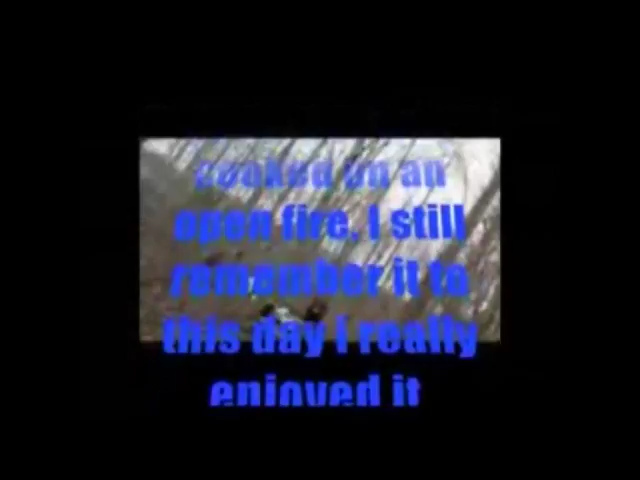 cooked on an
open fire, I still
remember it to
this day i really
enjoyed it